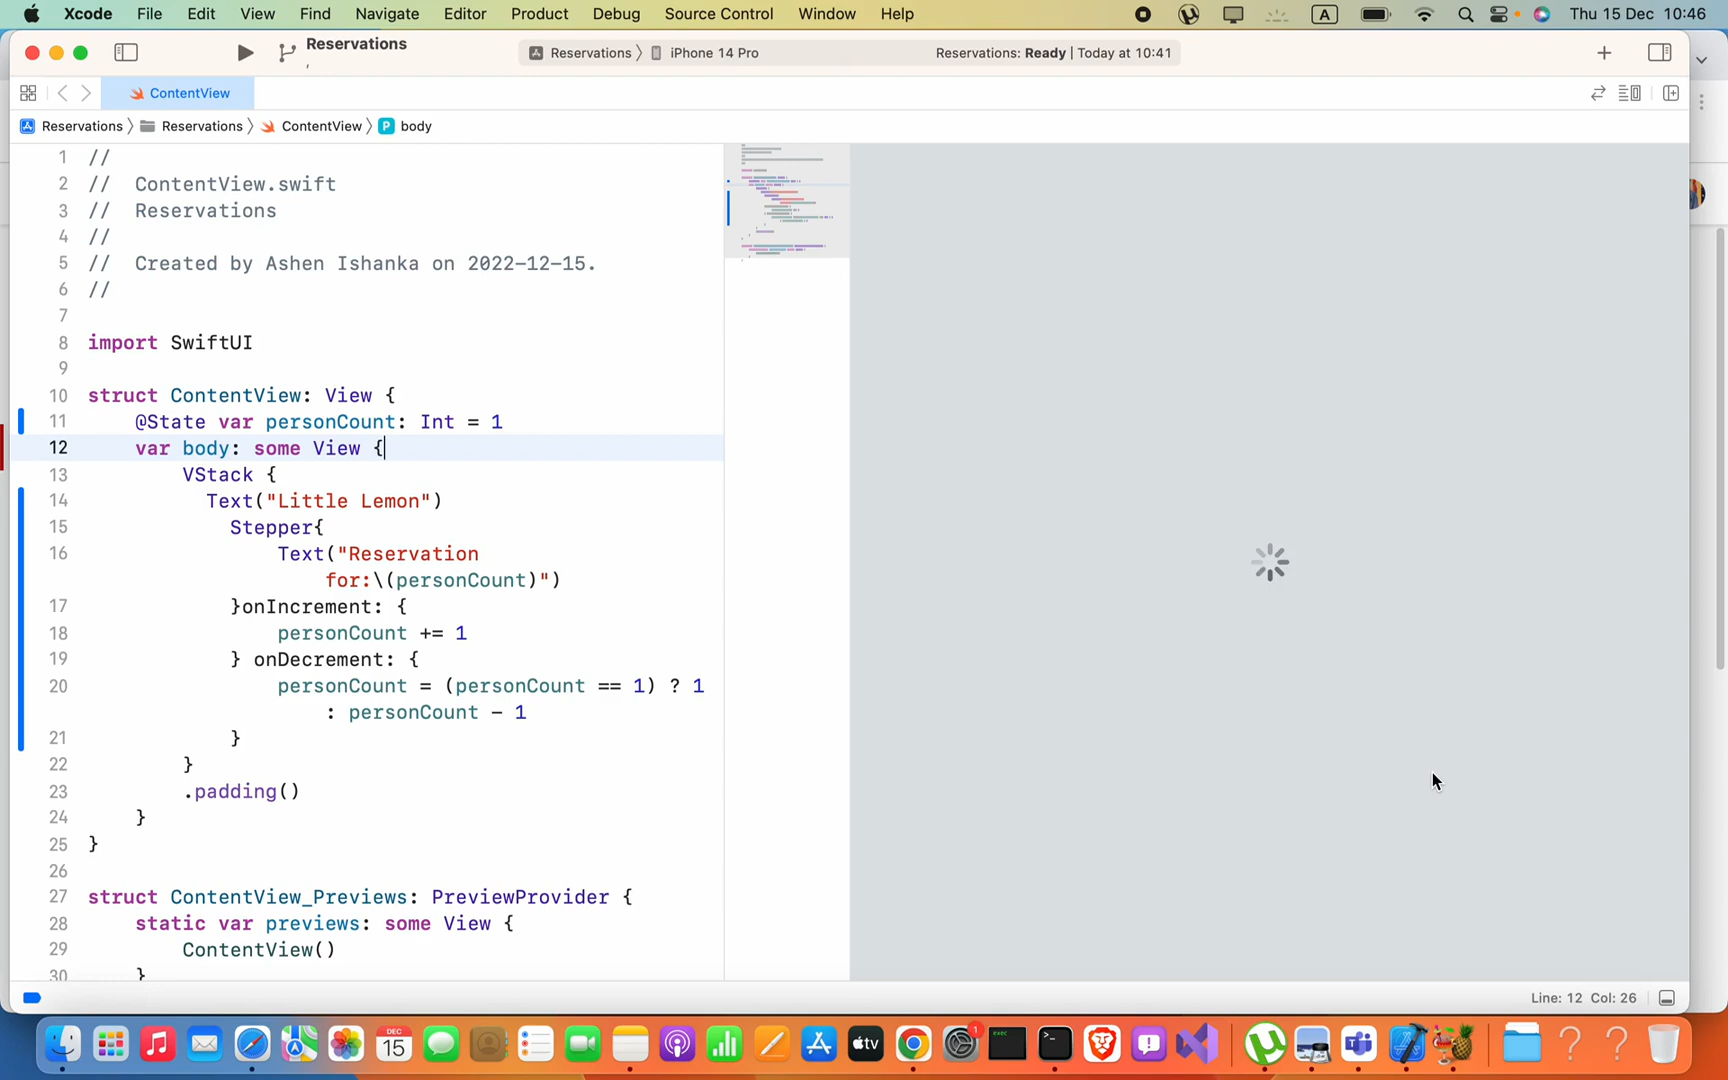 Xcode File Edit View Find Navigate Editor Product Debug Source Control Window Help A Thu 15 Dec 10:46
Reservations
Reservations 〉 iPhone 14 Pro Reservations: Ready | Today at 10:41
ContentView
Reservations 〉 Reservations 〉 ContentView 〉 P body
1 //
2 //  ContentView.swift
3 //  Reservations
4 //
5 //  Created by Ashen Ishanka on 2022-12-15.
6 //
7
8 import SwiftUI
9
10 struct ContentView: View {
11 @State var personCount: Int = 1
12 var body: some View {
13 VStack {
14 Text("Little Lemon")
15 Stepper{
16 Text("Reservation
for:\(personCount)")
17 }onIncrement: {
18 personCount += 1
19 } onDecrement: {
20 personCount = (personCount == 1) ? 1
: personCount - 1
21 }
22 }
23 .padding()
24 }
25 }
26
27 struct ContentView_Previews: PreviewProvider {
28 static var previews: some View {
29 ContentView()
30 }
Line: 12 Col: 26
DEC
15
tv
1
exec